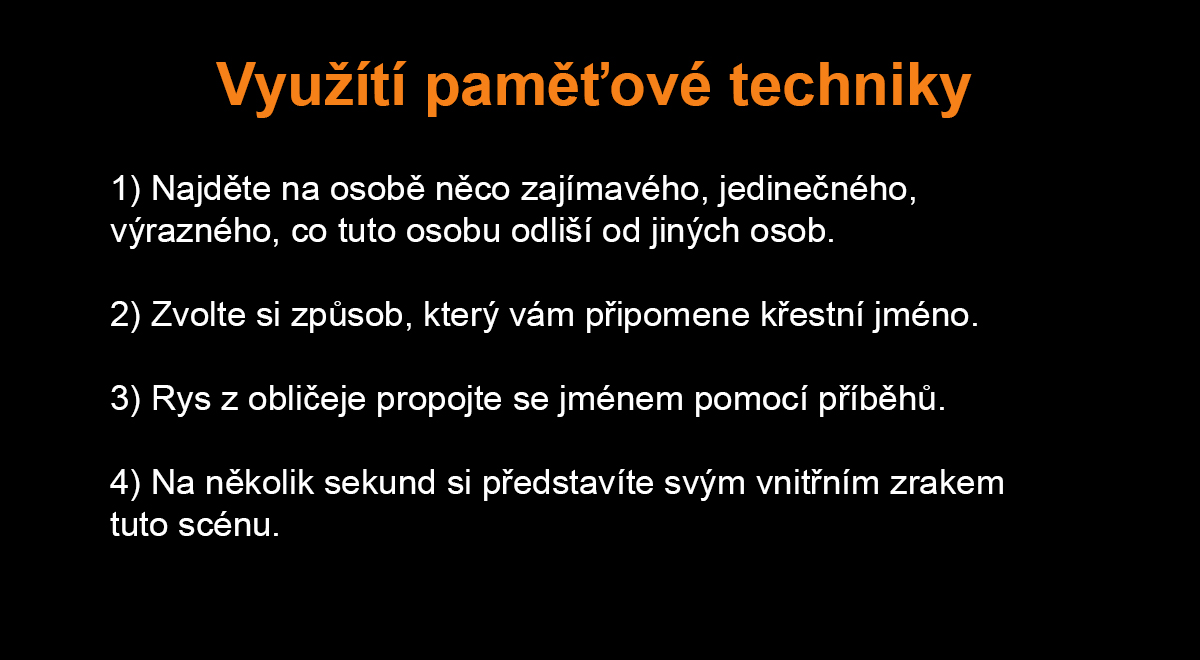 Využítí paměťové techniky
1) Najděte na osobě něco zajímavého, jedinečného,
výrazného, co tuto osobu odliší od jiných osob.
2) Zvolte si způsob, který vám připomene křestní jméno.
3) Rys z obličeje propojte se jménem pomocí příběhů.
4) Na několik sekund si představíte svým vnitřním zrakem
tuto scénu.